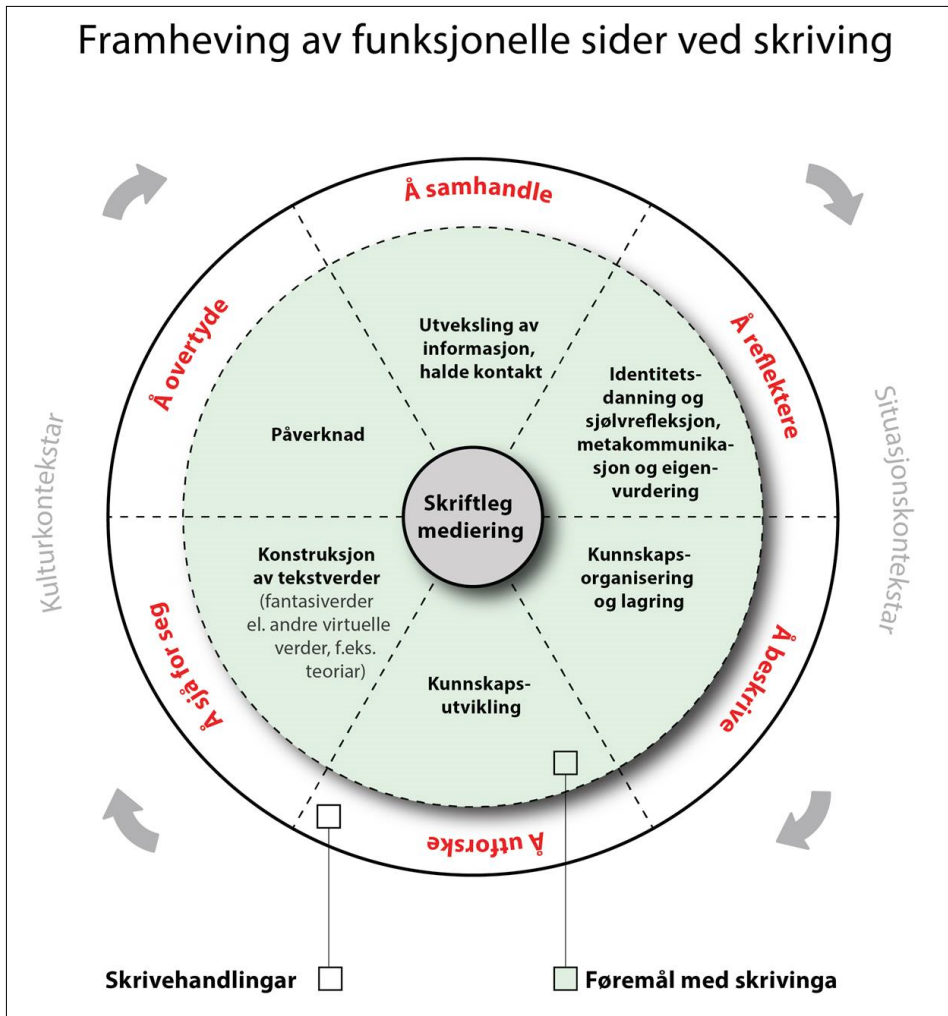 Framheving av funksjonelle sider ved skriving
Å samhandle
Å reflektere
Å beskrive
Å utforske
Å sjå for seg
Å overtyde
Kulturkontekstar
Situasjonskontekstar
Utveksling av
informasjon,
halde kontakt
Identitets-
danning og
sjølvrefleksjon,
metakommunika-
sjon og eigen-
vurdering
Kunnskaps-
organisering
og lagring
Kunnskaps-
utvikling
Konstruksjon
av tekstverder
(fantasiverder
el. andre virtuelle
verder, f.eks.
teoriar)
Påverknad
Skriftleg
mediering
Skrivehandlingar
Føremål med skrivinga